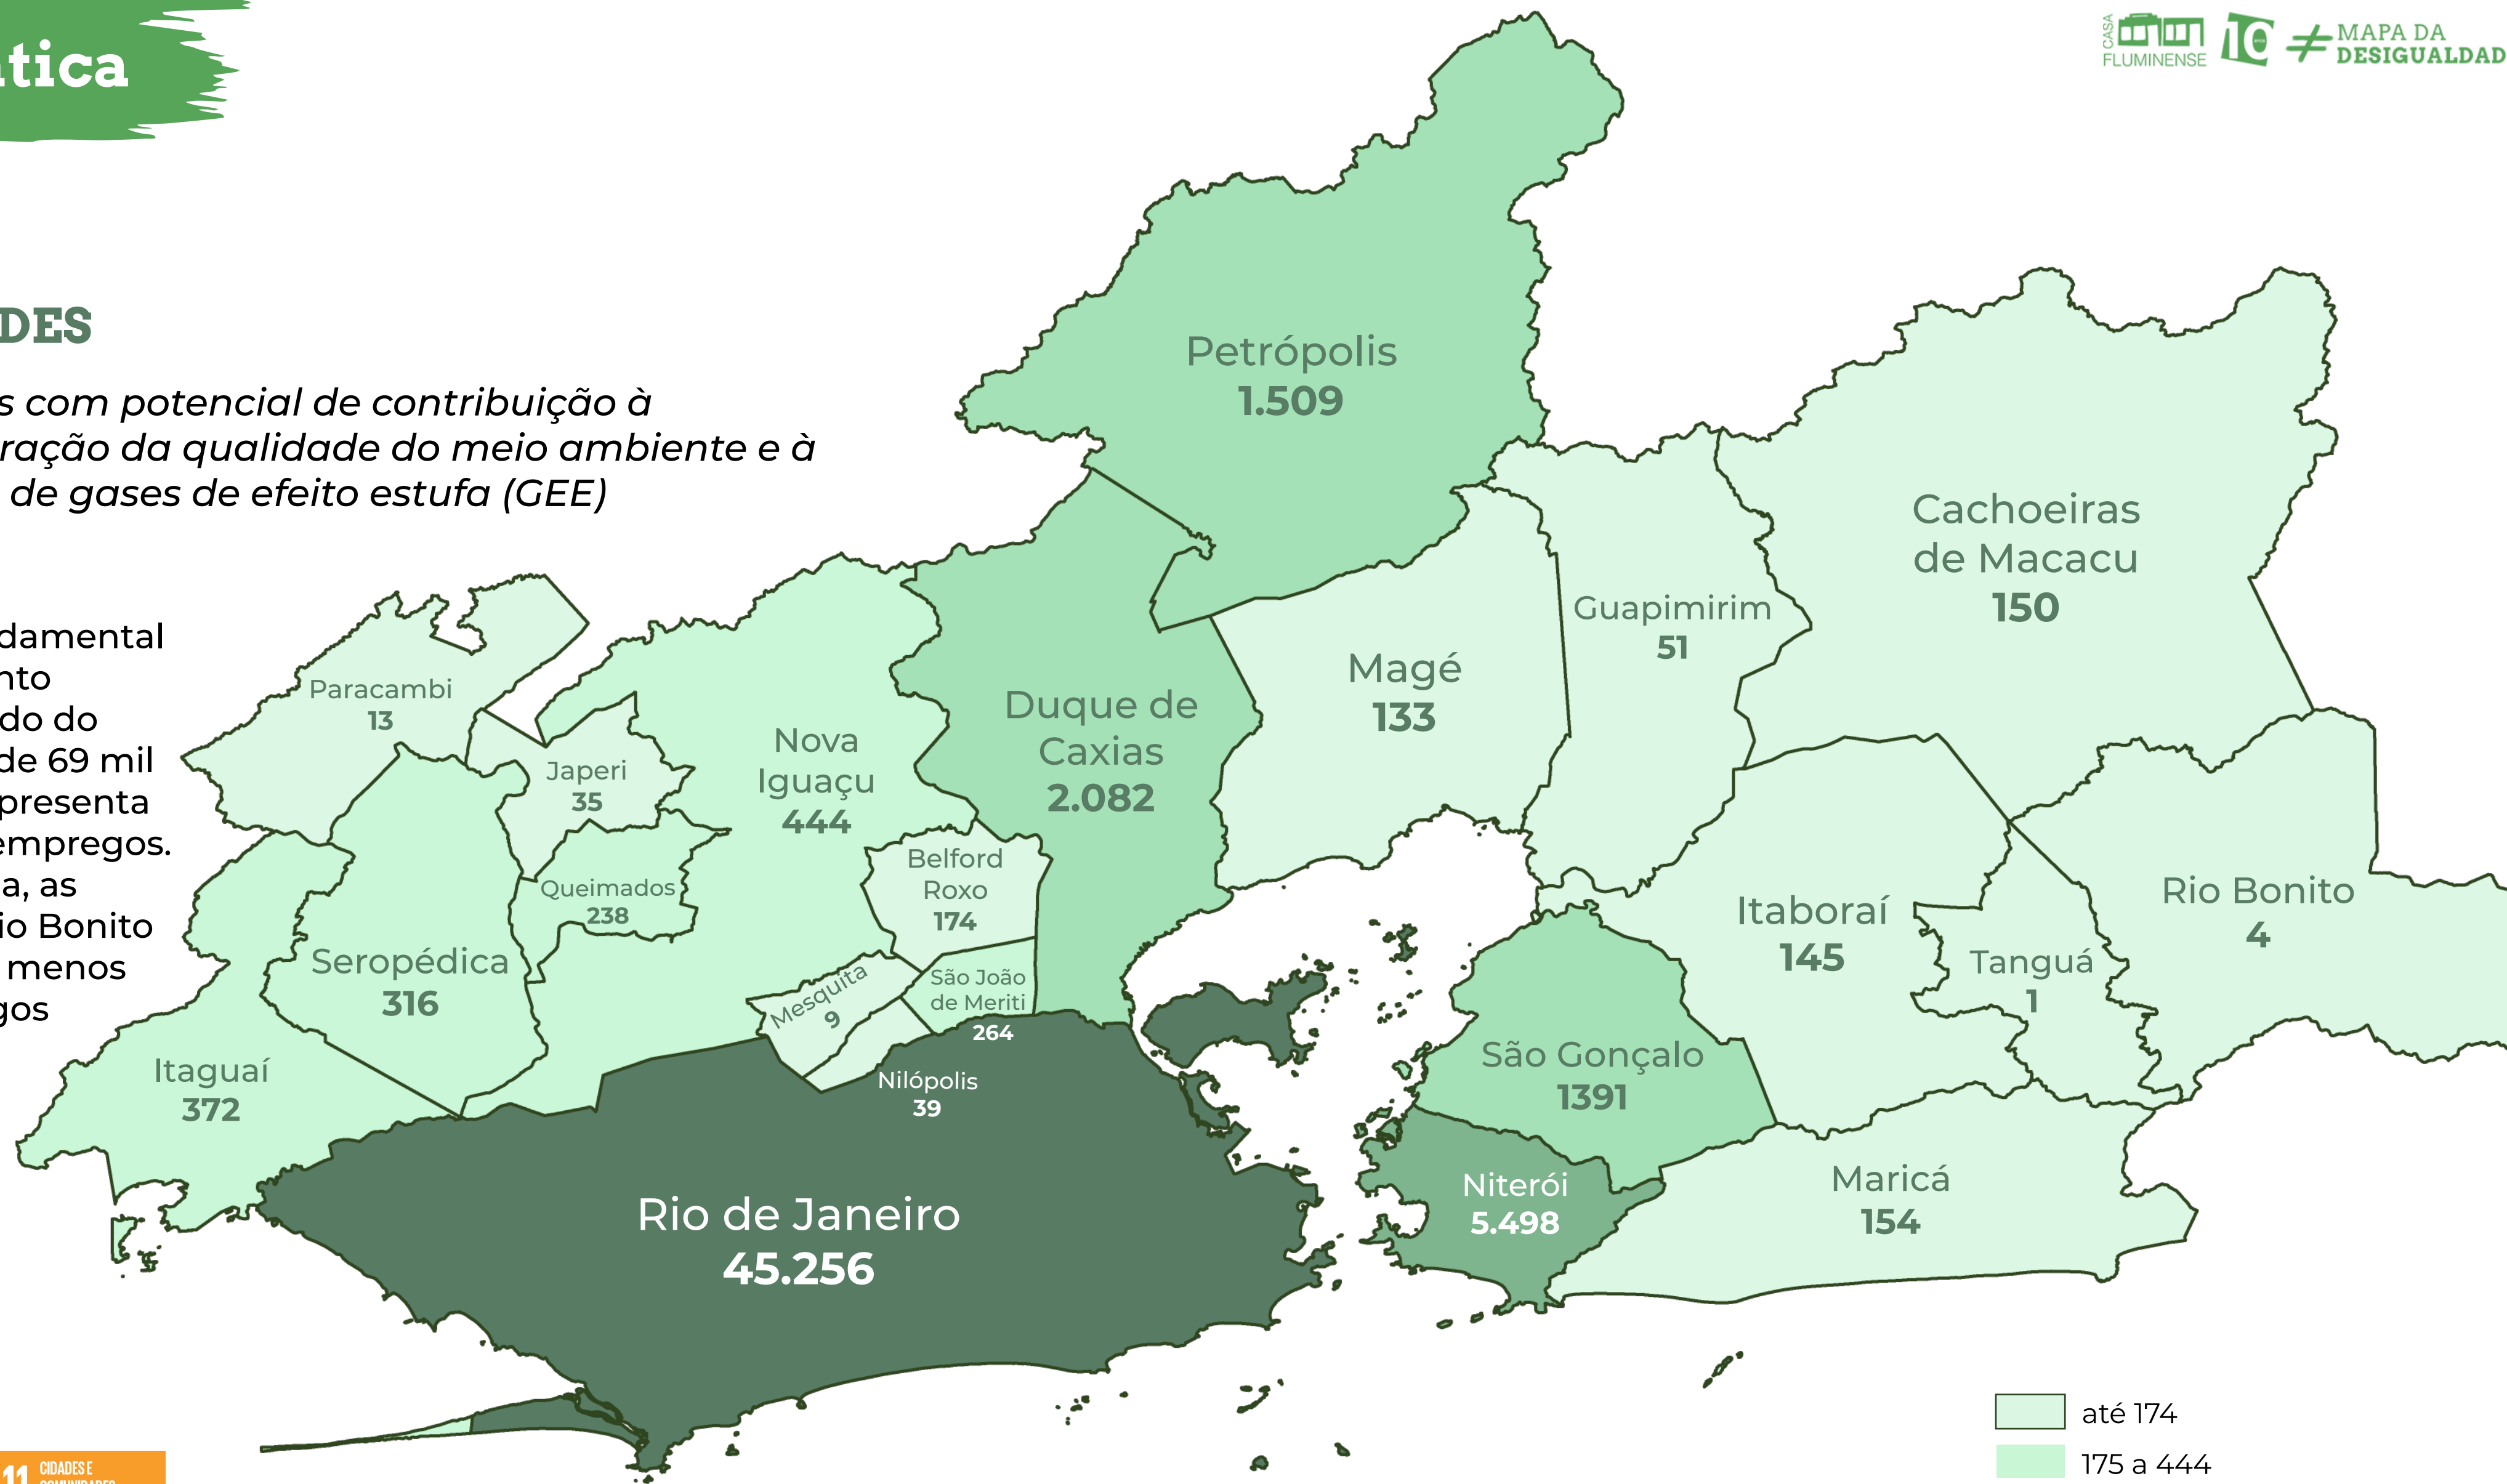 ática
CASA
FLUMINENSE
10
≠ MAPA DA
DESIGUALDAD
DES
s com potencial de contribuição à
ração da qualidade do meio ambiente e à
de gases de efeito estufa (GEE)
damental
nto
do do
de 69 mil
presenta
empregos.
a, as
io Bonito
menos
gos
Petrópolis
1.509
Cachoeiras
de Macacu
150
Guapimirim
51
Magé
133
Duque de
Caxias
2.082
Paracambi
13
Japeri
35
Nova
Iguaçu
444
Queimados
238
Belford
Roxo
174
Seropédica
316
Mesquita
9
São João
de Meriti
264
Itaguaí
372
Nilópolis
39
Rio de Janeiro
45.256
Rio Bonito
4
Itaboraí
145
Tanguá
1
São Gonçalo
1391
Niterói
5.498
Maricá
154
até 174
175 a 444
11 CIDADES E
COMUNIDADES